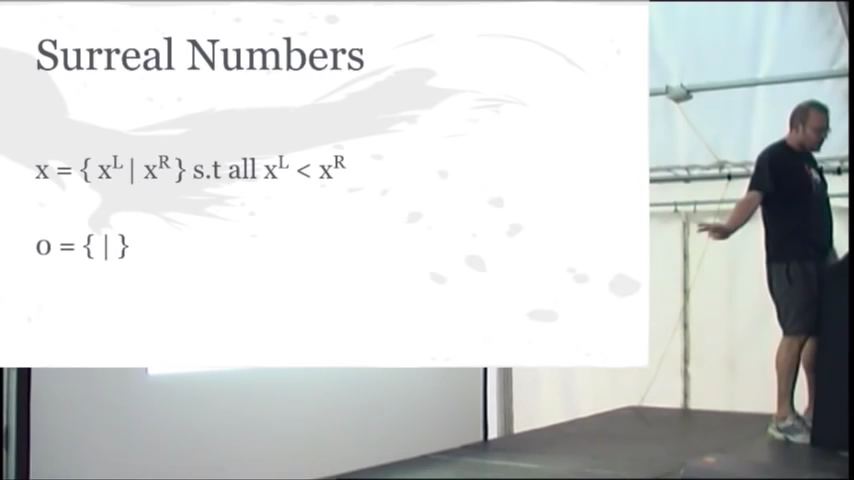 Surreal Numbers
x = { xᴸ | xᴿ } s.t all xᴸ < xᴿ
0 = { | }